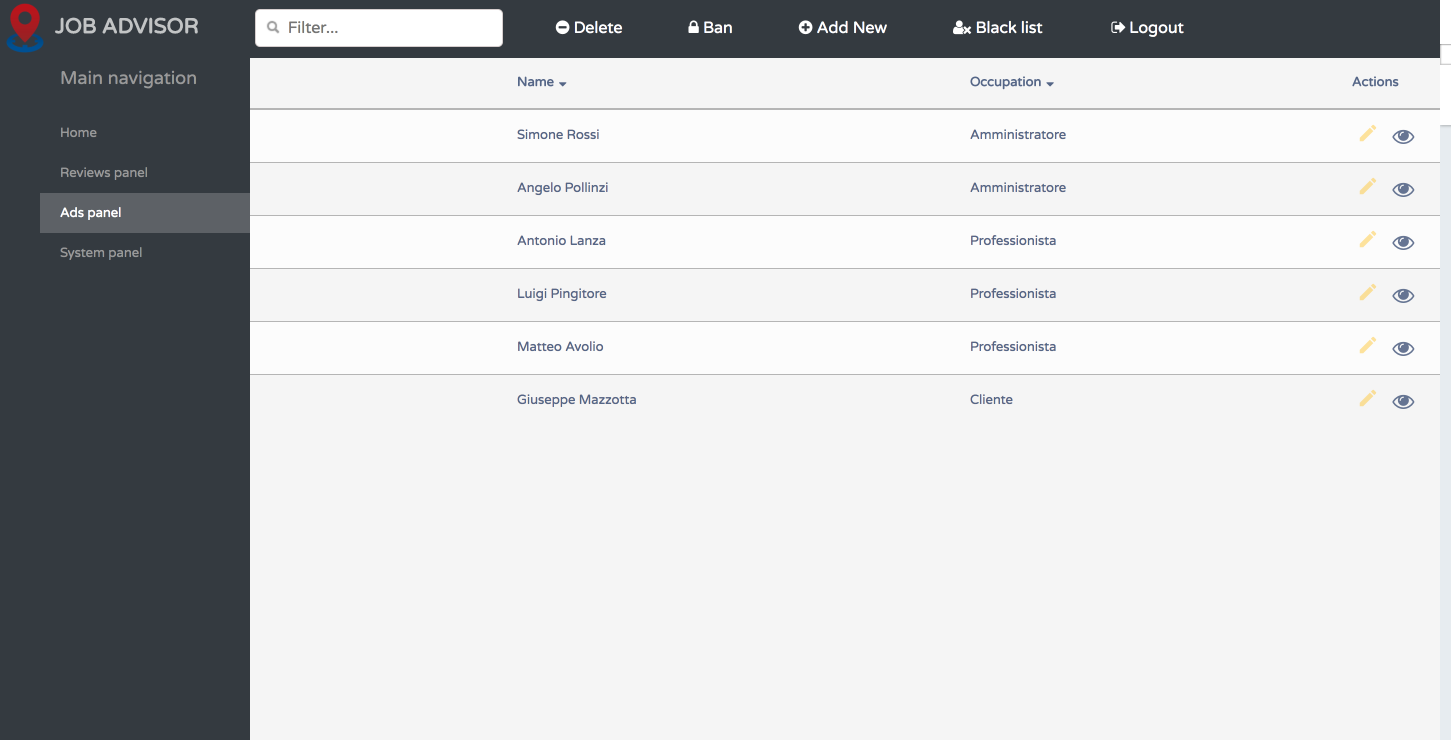 JOB ADVISOR
Filter...
Delete
Ban
Add New
Black list
Logout
Main navigation
Home
Reviews panel
Ads panel
System panel
Name
Occupation
Actions
Simone Rossi
Amministratore
Angelo Pollinzi
Amministratore
Antonio Lanza
Professionista
Luigi Pingitore
Professionista
Matteo Avolio
Professionista
Giuseppe Mazzotta
Cliente